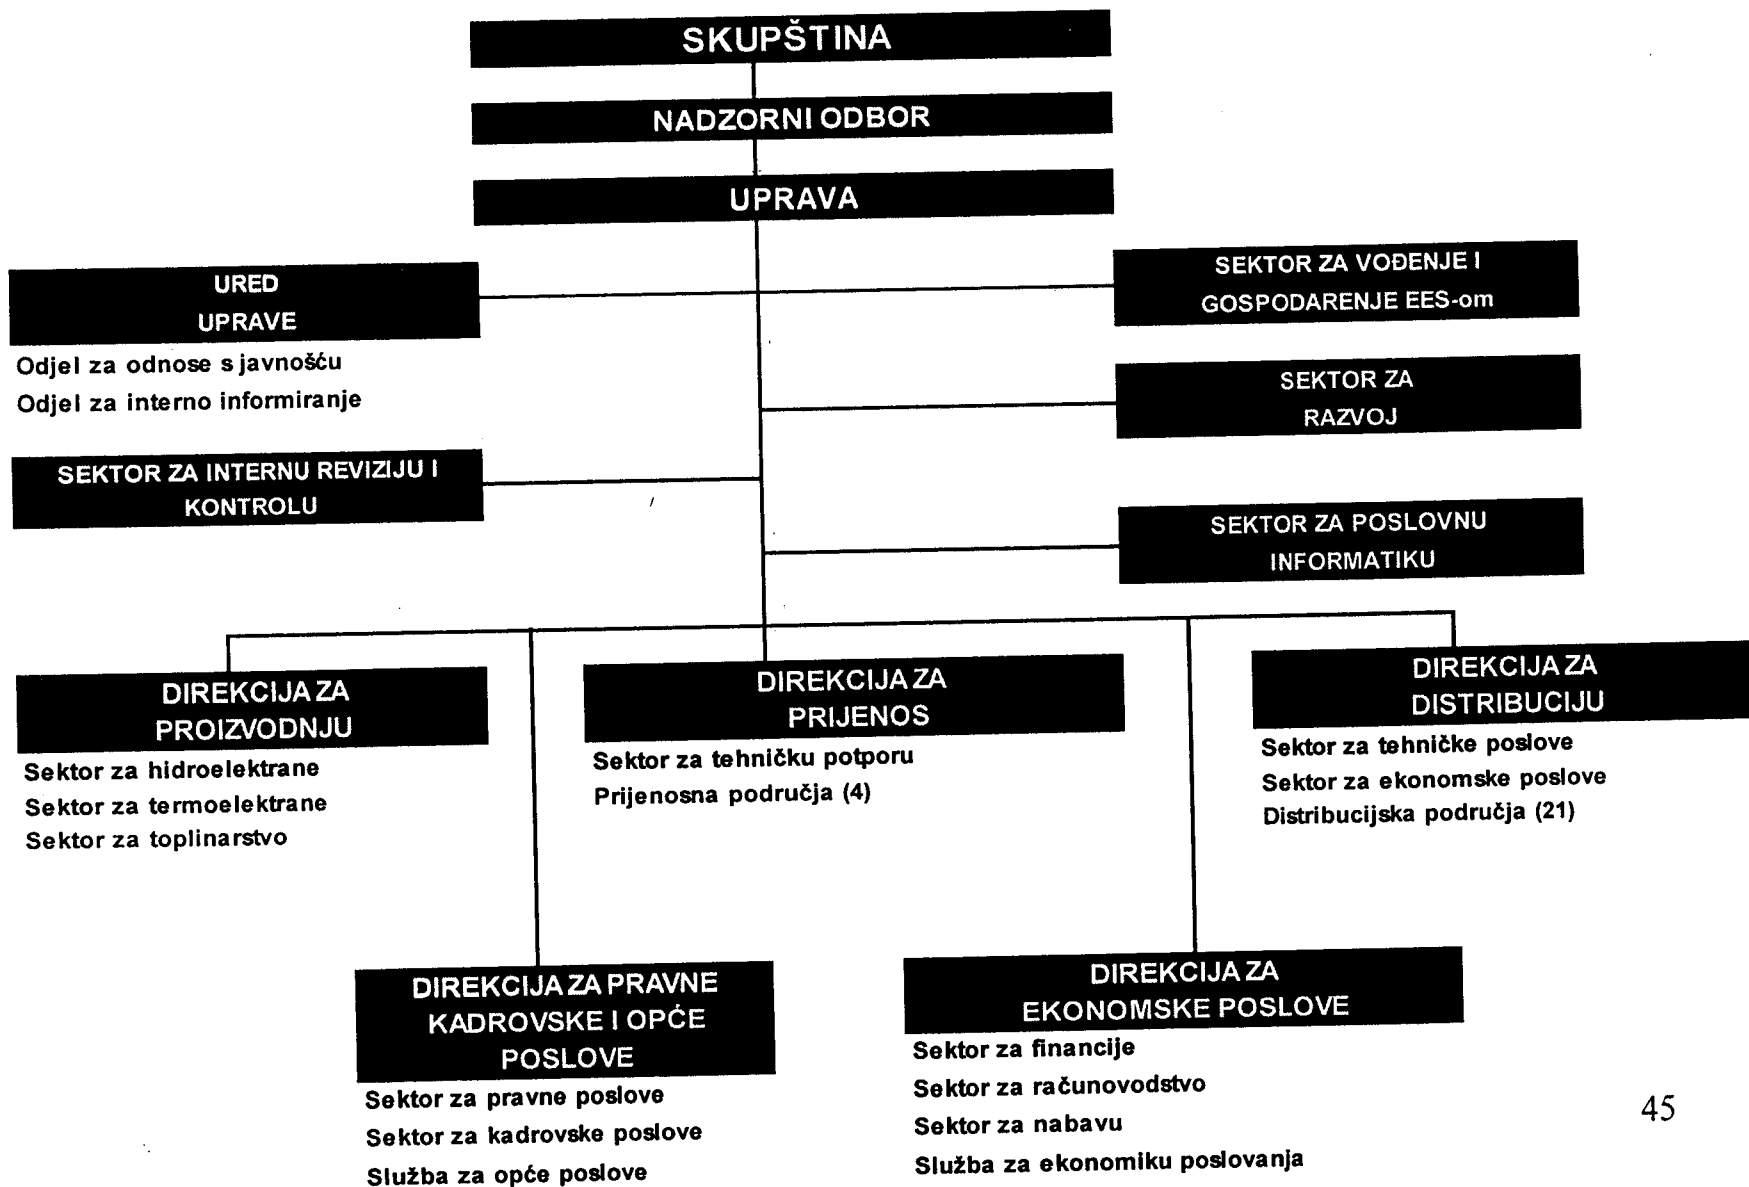 SKUPŠTINA
NADZORNI ODBOR
UPRAVA
URED
UPRAVE
Odjel za odnose s javnošću
Odjel za interno informiranje
SEKTOR ZA VOĐENJE I
GOSPODARENJE EES-om
SEKTOR ZA
RAZVOJ
SEKTOR ZA INTERNU REVIZIJU I
KONTROLU
SEKTOR ZA POSLOVNU
INFORMATIKU
DIREKCIJA ZA
PROIZVODNJU
Sektor za hidroelektrane
Sektor za termoelektrane
Sektor za toplinarstvo
DIREKCIJA ZA
PRIJENOS
Sektor za tehničku potporu
Prijenosna područja (4)
DIREKCIJA ZA
DISTRIBUCIJU
Sektor za tehničke poslove
Sektor za ekonomske poslove
Distribucijska područja (21)
DIREKCIJA ZA PRAVNE
KADROVSKE I OPĆE
POSLOVE
Sektor za pravne poslove
Sektor za kadrovske poslove
Služba za opće poslove
DIREKCIJA ZA
EKONOMSKE POSLOVE
Sektor za financije
Sektor za računovodstvo
Sektor za nabavu
Služba za ekonomiku poslovanja
45